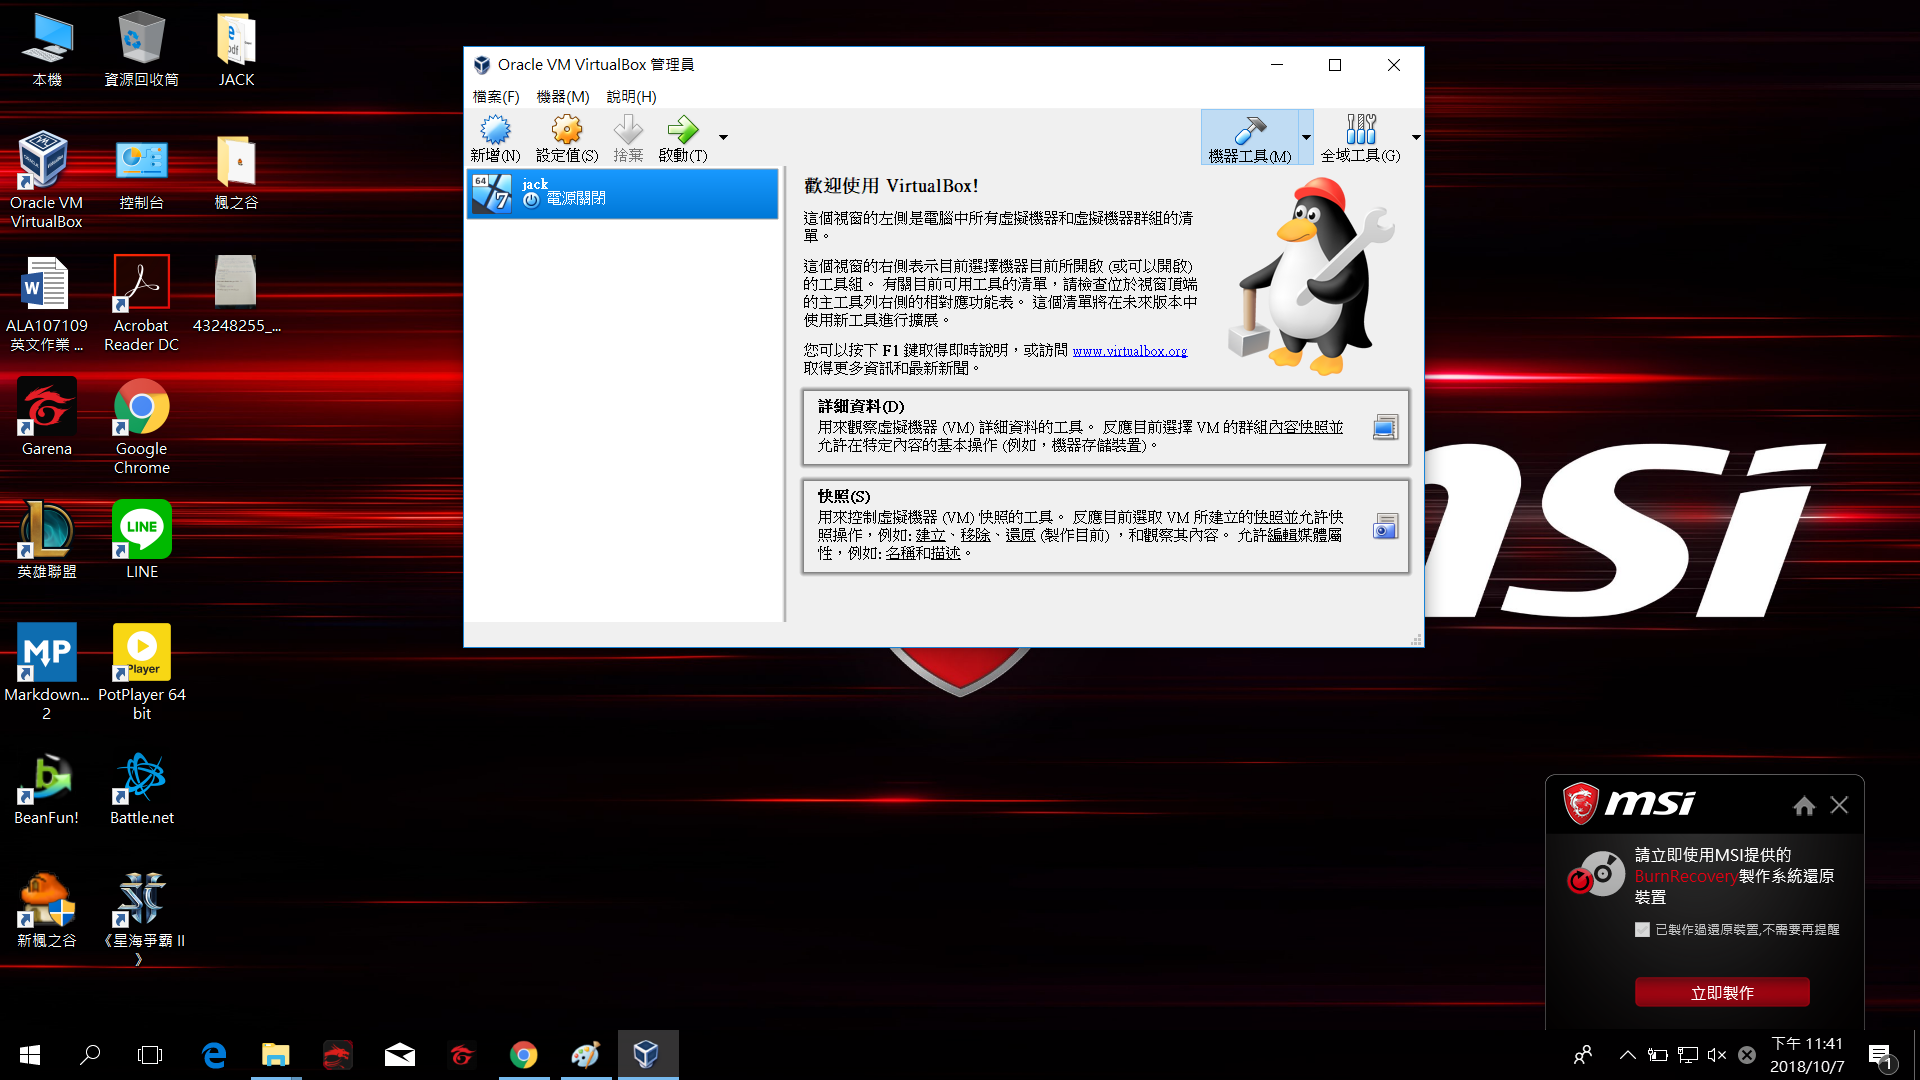 本機
資源回收筒
JACK
Oracle VM
VirtualBox
控制台
楓之谷
ALA107109
英文作業 ...
Acrobat
Reader DC
43248255_...
Garena
Google
Chrome
英雄聯盟
LINE
LINE
Markdown...
2
PotPlayer 64
bit
MP
Player
BeanFun!
Battle.net
新楓之谷
《星海爭霸 II
》
Oracle VM VirtualBox 管理員
檔案(F) 機器(M) 說明(H)
新增(N) 設定值(S) 捨棄 啟動(T) 機器工具(M) 全域工具(G)
64
7
jack
電源關閉
歡迎使用 VirtualBox!
這個視窗的左側是電腦中所有虛擬機器和虛擬機器群組的清
單。
這個視窗的右側表示目前選擇機器目前所開啟 (或可以開啟)
的工具組。 有關目前可用工具的清單，請檢查位於視窗頂端
的主工具列右側的相對應功能表。 這個清單將在未來版本中
使用新工具進行擴展。
您可以按下 F1 鍵取得即時說明，或訪問 www.virtualbox.org
取得更多資訊和最新新聞。
詳細資料(D)
用來觀察虛擬機器 (VM) 詳細資料的工具。 反應目前選擇 VM 的群組內容快照並
允許在特定內容的基本操作 (例如，機器存儲裝置)。
快照(S)
用來控制虛擬機器 (VM) 快照的工具。 反應目前選取 VM 所建立的快照並允許快
照操作，例如: 建立、移除、還原 (製作目前) ，和觀察其內容。 允許編輯媒體屬
性，例如: 名稱和描述。
msi
msi
請立即使用MSI提供的
BurnRecovery製作系統還原
裝置
已製作過還原裝置,不需要再提醒
立即製作
下午 11:41
2018/10/7
1